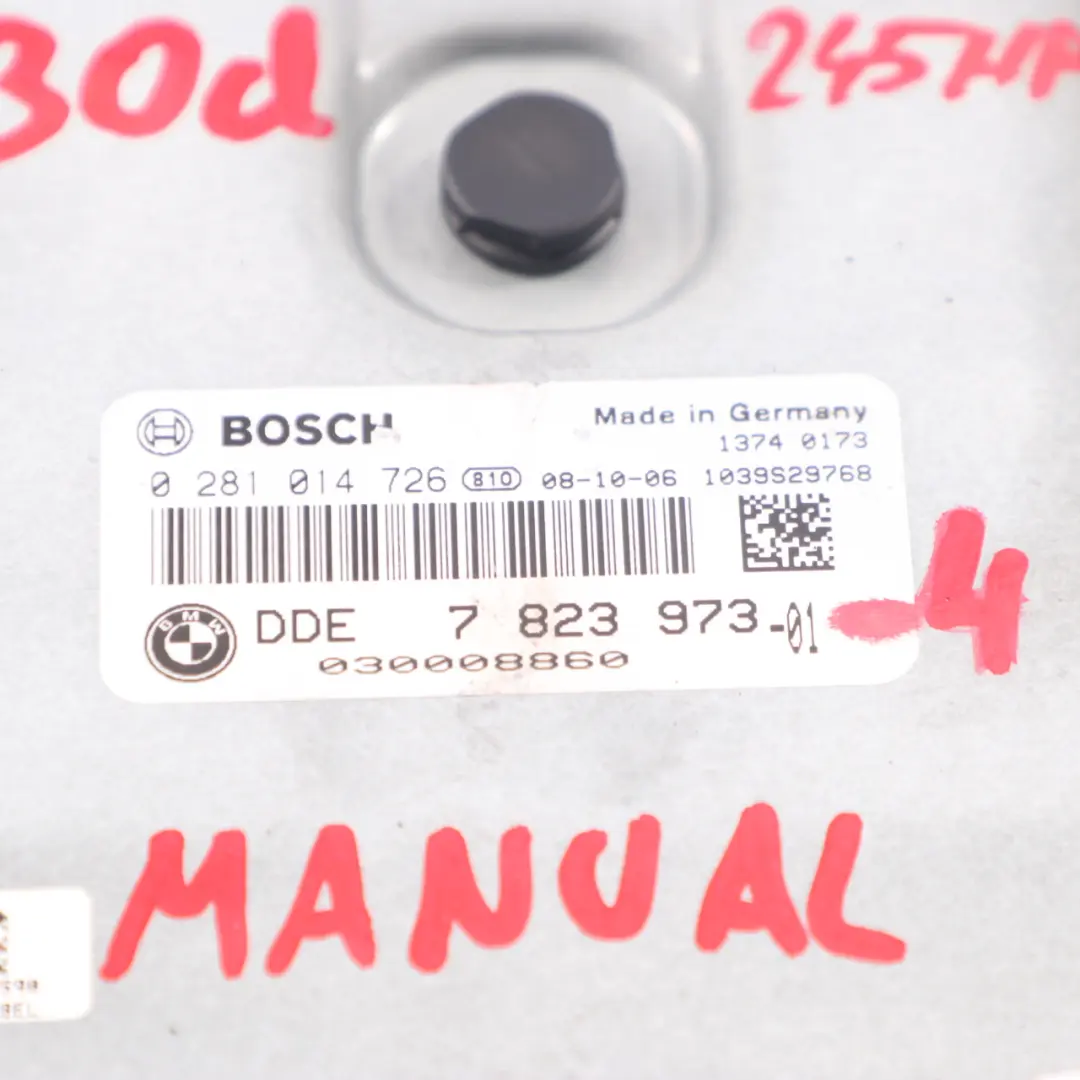 30d
245HP
BOSCH
Made in Germany
1374 0173
0 281 014 726 810 08-10-06 1039S29768
BMW DDE 7 823 973-01 -4
030008860
MANUAL